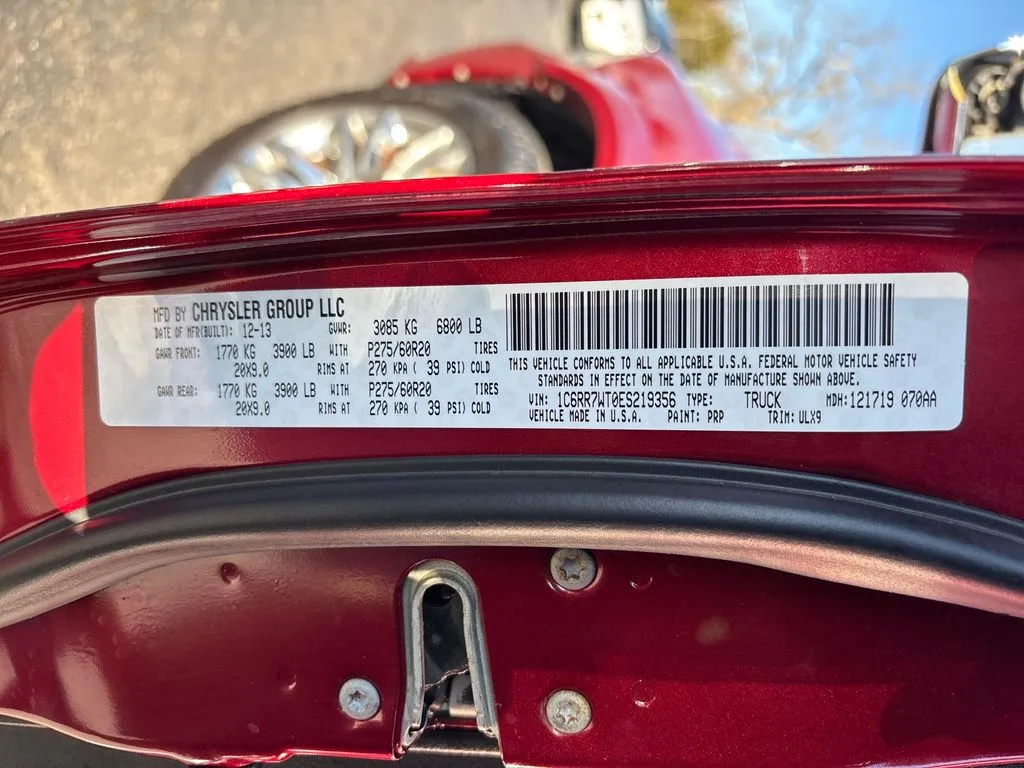 MFD BY CHRYSLER GROUP LLC
DATE OF MFR(BUILT): 12-13 GVWR: 3085 KG 6800 LB
GAWR FRONT: 1770 KG 3900 LB WITH P275/60R20 TIRES
20X9.0 RIMS AT 270 KPA ( 39 PSI) COLD
GAWR REAR: 1770 KG 3900 LB WITH P275/60R20 TIRES
20X9.0 RIMS AT 270 KPA ( 39 PSI) COLD
THIS VEHICLE CONFORMS TO ALL APPLICABLE U.S.A. FEDERAL MOTOR VEHICLE SAFETY
STANDARDS IN EFFECT ON THE DATE OF MANUFACTURE SHOWN ABOVE.
VIN: 1C6RR7WT0ES219356 TYPE: TRUCK MDH: 121719 070AA
VEHICLE MADE IN U.S.A. PAINT: PRP TRIM: ULX9